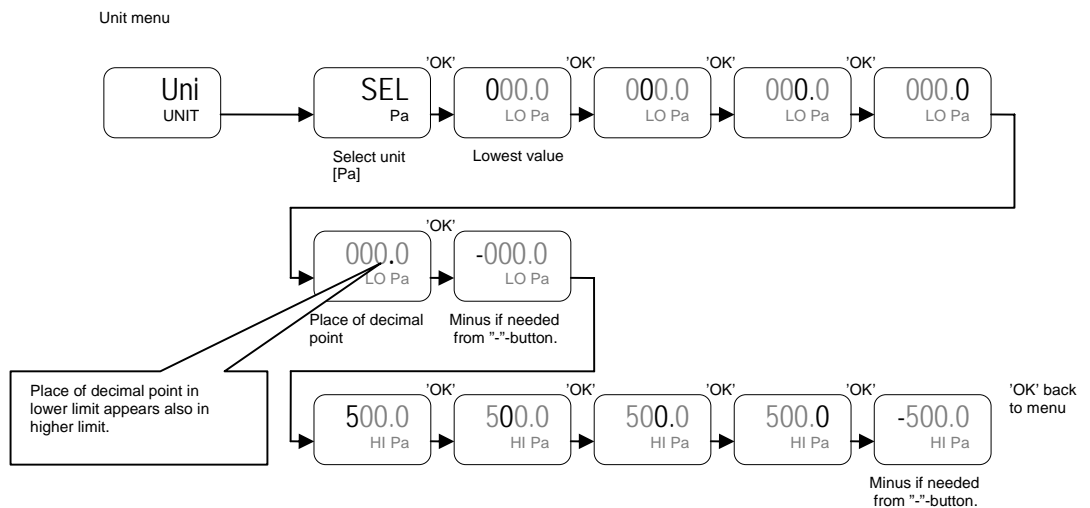 Unit menu
Uni
UNIT
SEL
Pa
'OK'
000.0
LO Pa
'OK'
000.0
LO Pa
'OK'
000.0
LO Pa
'OK'
000.0
LO Pa
Select unit
[Pa]
Lowest value
000.0
LO Pa
'OK'
-000.0
LO Pa
Place of decimal
point
Minus if needed
from "-"-button.
Place of decimal point in
lower limit appears also in
higher limit.
500.0
HI Pa
'OK'
500.0
HI Pa
'OK'
500.0
HI Pa
'OK'
500.0
HI Pa
'OK'
-500.0
HI Pa
'OK' back
to menu
Minus if needed
from "-"-button.